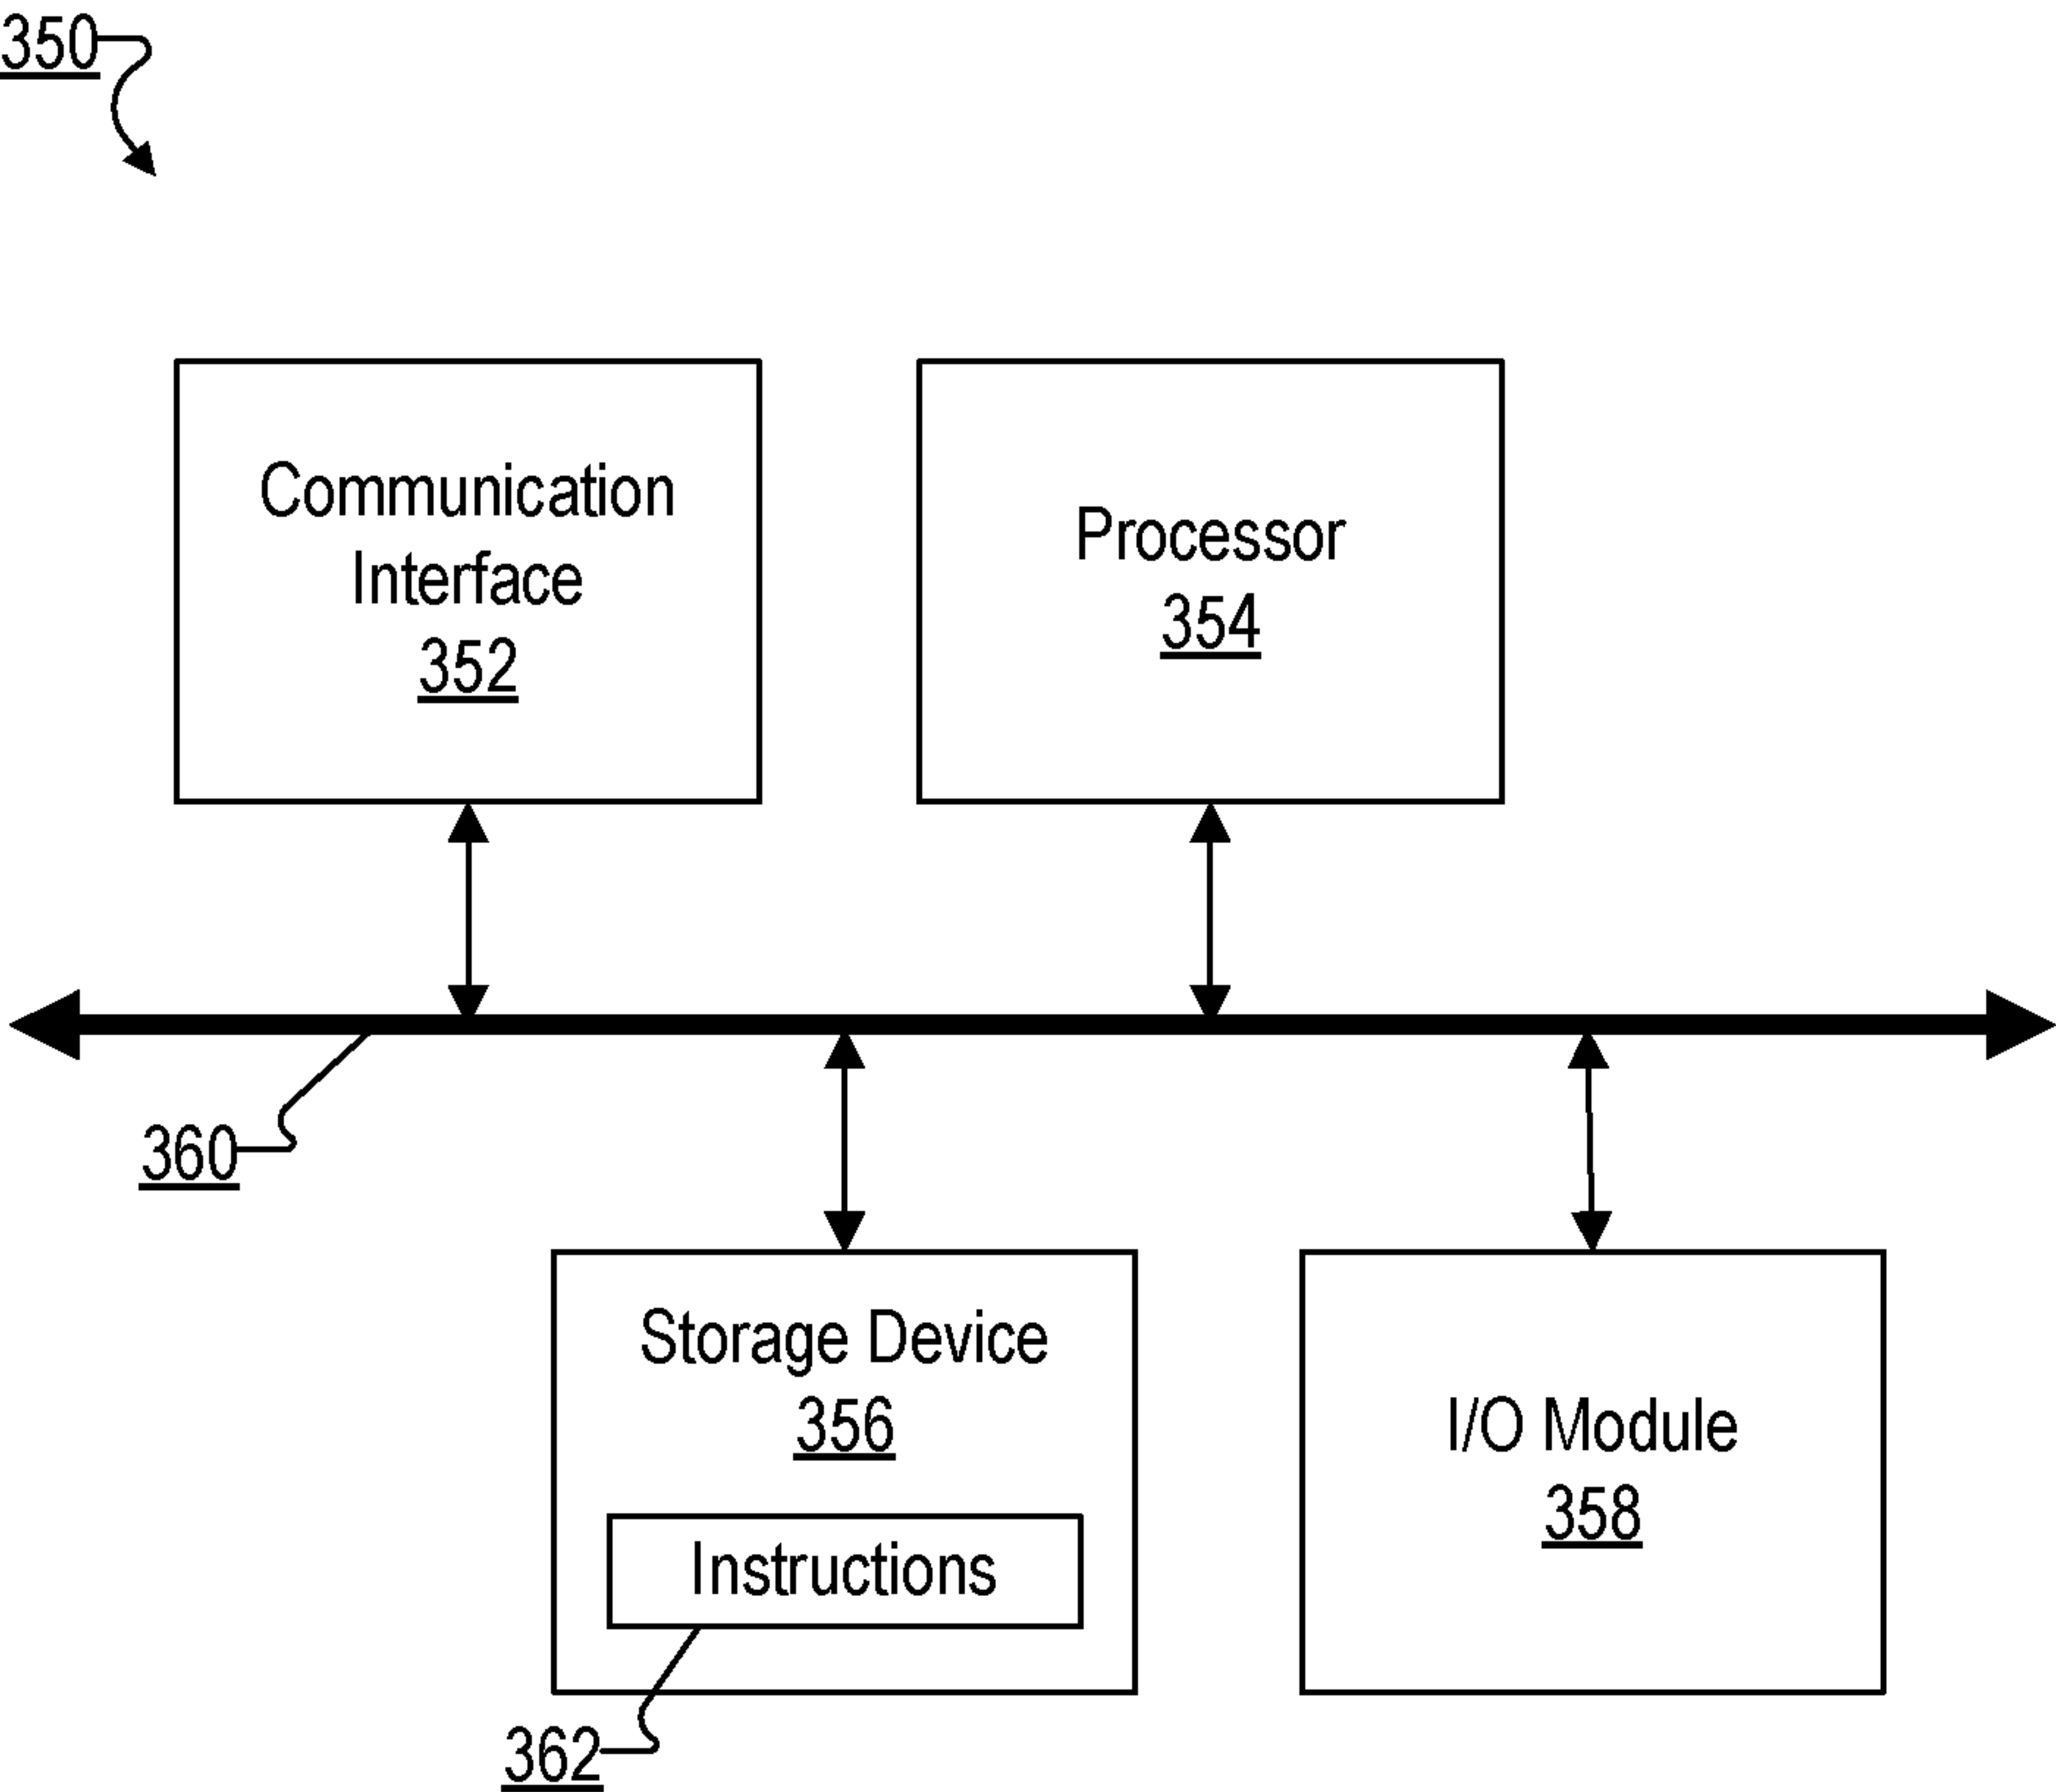 350
Communication
Interface
352
Processor
354
360
Storage Device
356
Instructions
362
I/O Module
358